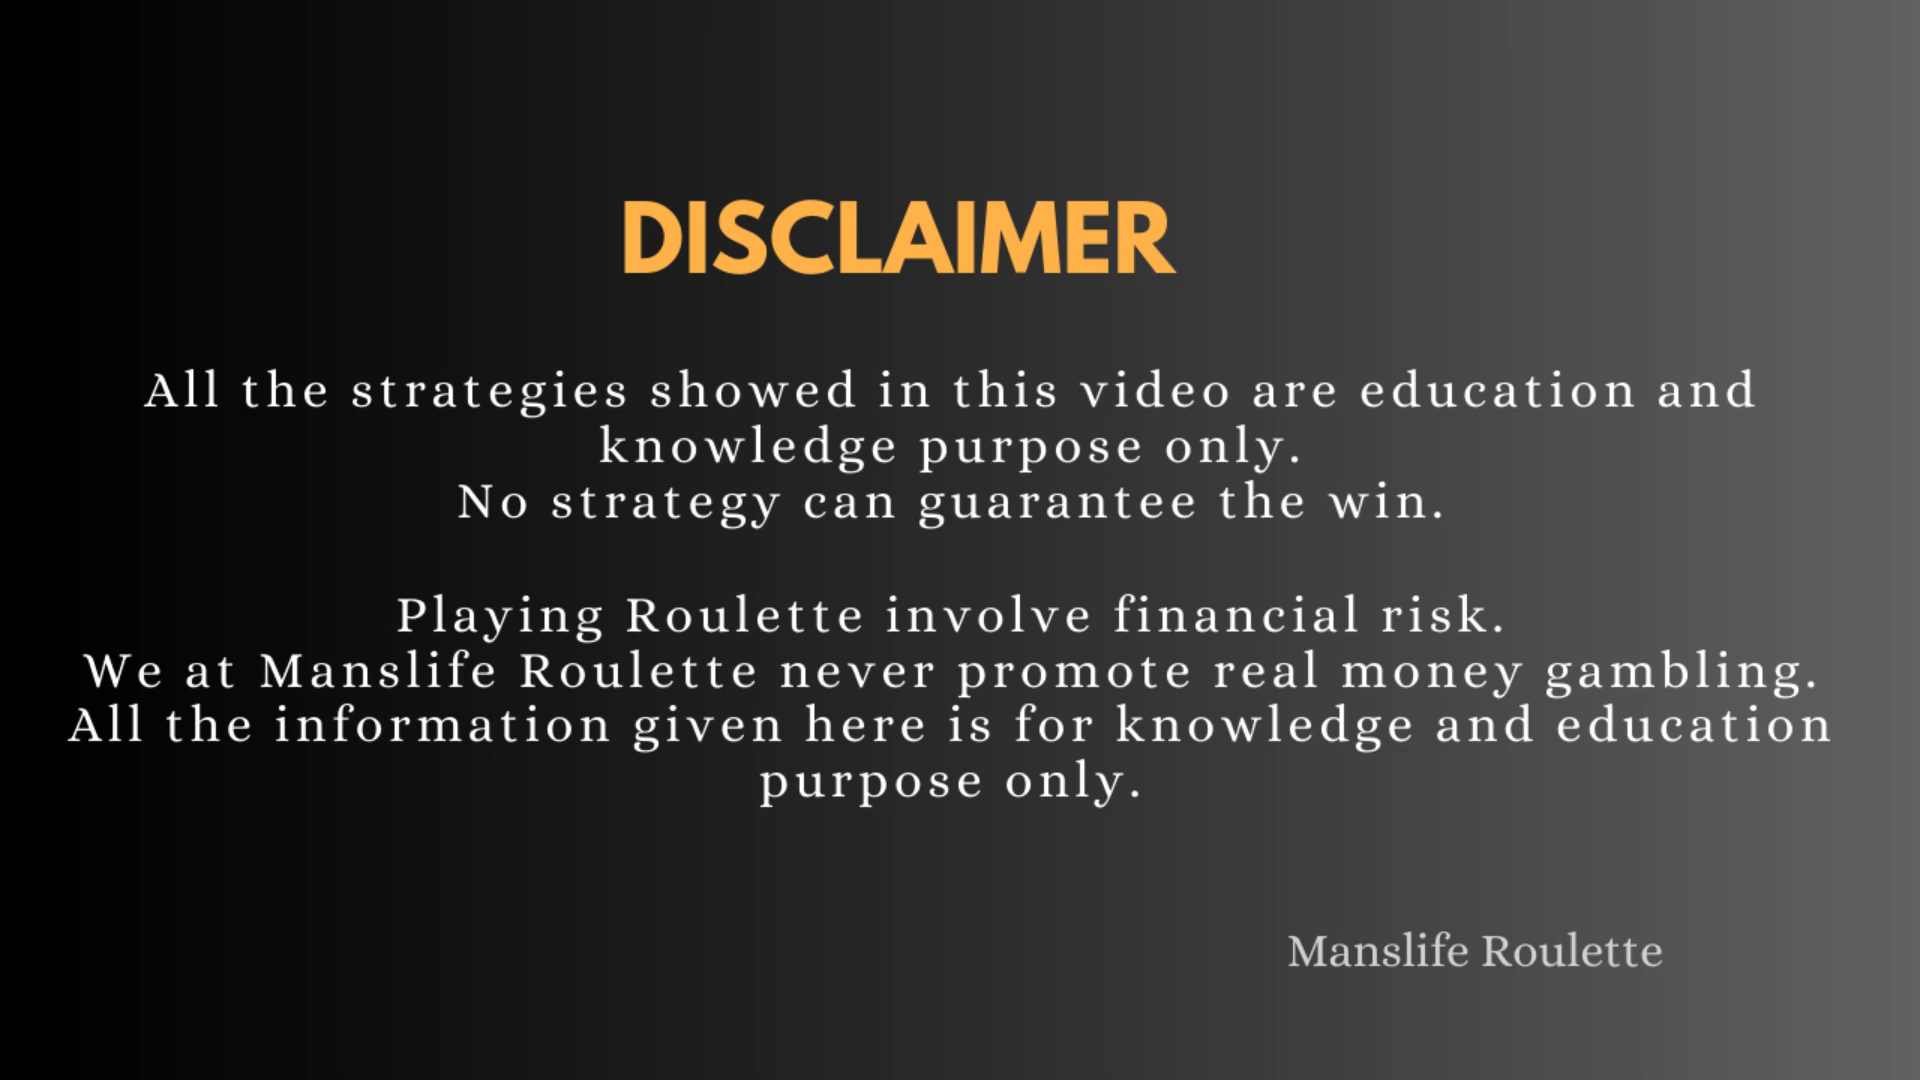 DISCLAIMER
All the strategies showed in this video are education and
knowledge purpose only.
No strategy can guarantee the win.
Playing Roulette involve financial risk.
We at Manslife Roulette never promote real money gambling.
All the information given here is for knowledge and education
purpose only.
Manslife Roulette